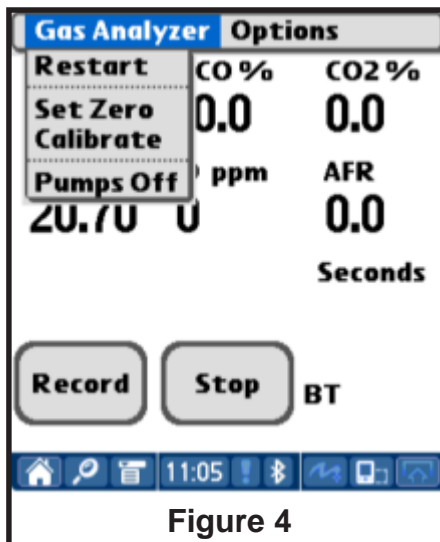 Gas Analyzer Options
Restart
CO % CO2 %
Set Zero
0.0 0.0
Calibrate
Pumps Off
ppm AFR
20.70 0 0.0
Seconds
Record Stop BT
11:05
Figure 4